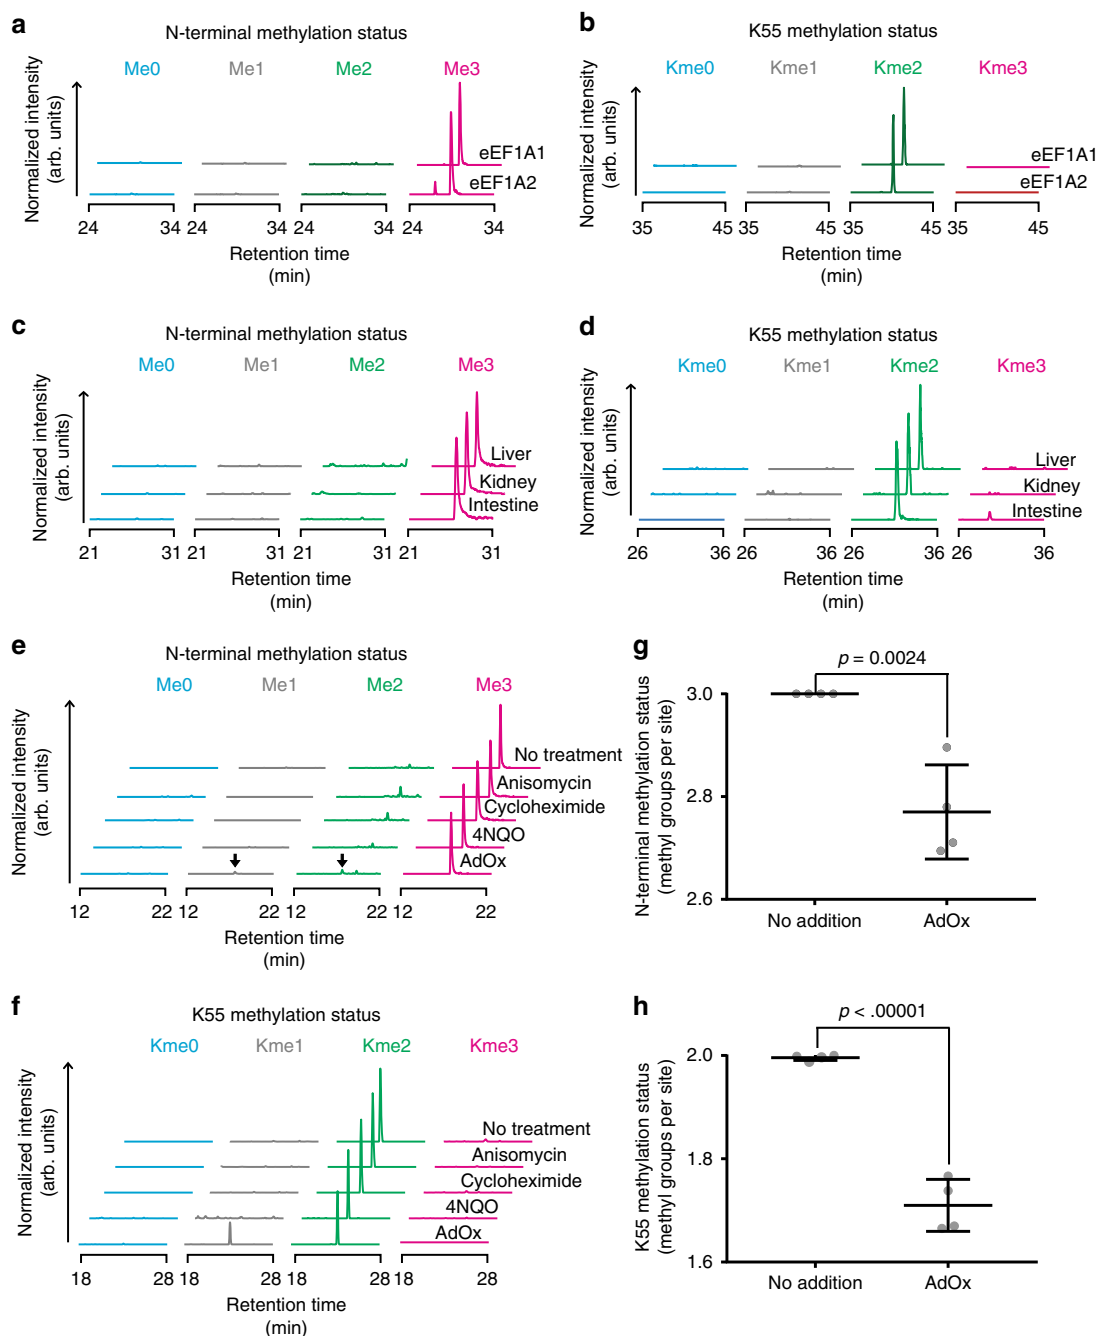 a
N-terminal methylation status
Me0 Me1 Me2 Me3
Normalized intensity
(arb. units)
eEF1A1
eEF1A2
24 34 24 34 24 34 24 34
Retention time
(min)
b
K55 methylation status
Kme0 Kme1 Kme2 Kme3
Normalized intensity
(arb. units)
eEF1A1
eEF1A2
35 45 35 45 35 45 35 45
Retention time
(min)
c
N-terminal methylation status
Me0 Me1 Me2 Me3
Normalized intensity
(arb. units)
Liver
Kidney
Intestine
21 31 21 31 21 31 21 31
Retention time
(min)
d
K55 methylation status
Kme0 Kme1 Kme2 Kme3
Normalized intensity
(arb. units)
Liver
Kidney
Intestine
26 36 26 36 26 36 26 36
Retention time
(min)
e
N-terminal methylation status
Me0 Me1 Me2 Me3
Normalized intensity
(arb. units)
No treatment
Anisomycin
Cycloheximide
4NQO
AdOx
12 22 12 22 12 22 12 22
Retention time
(min)
g
p = 0.0024
N-terminal methylation status
(methyl groups per site)
3.0
2.8
2.6
No addition AdOx
f
K55 methylation status
Kme0 Kme1 Kme2 Kme3
Normalized intensity
(arb. units)
No treatment
Anisomycin
Cycloheximide
4NQO
AdOx
18 28 18 28 18 28 18 28
Retention time
(min)
h
p < .00001
K55 methylation status
(methyl groups per site)
2.0
1.8
1.6
No addition AdOx